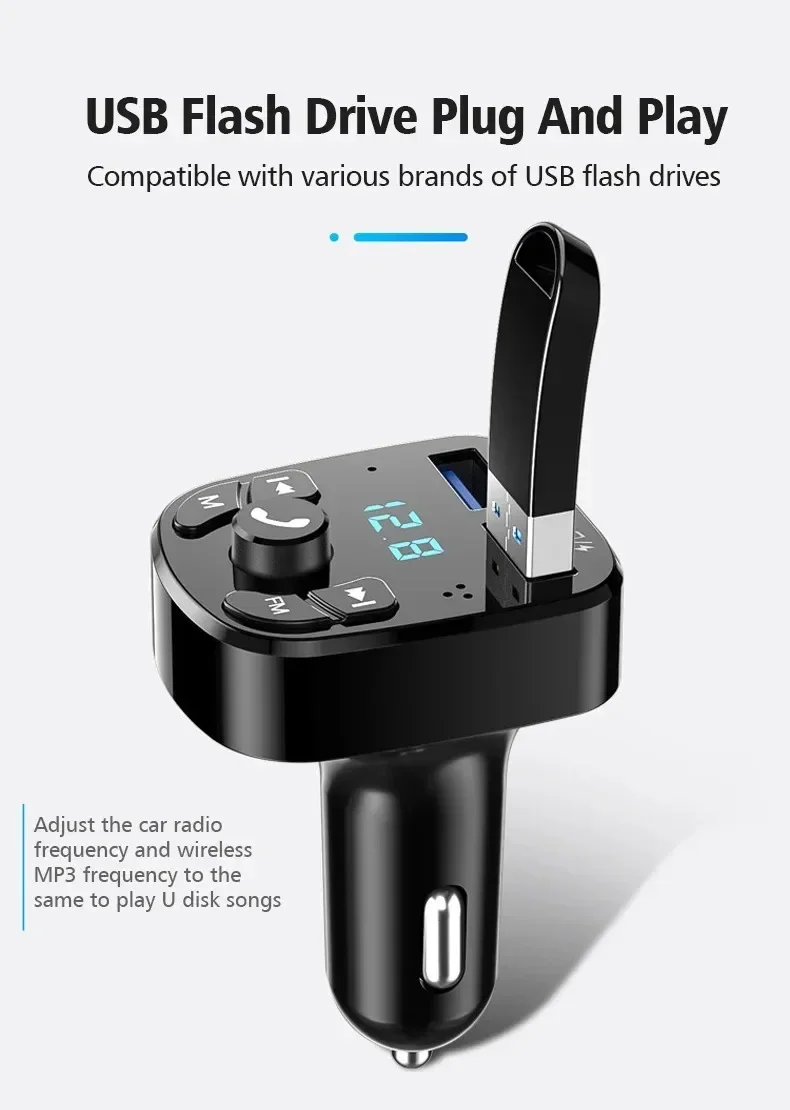 USB Flash Drive Plug And Play
Compatible with various brands of USB flash drives
M
12.8
FM
Adjust the car radio
frequency and wireless
MP3 frequency to the
same to play U disk songs